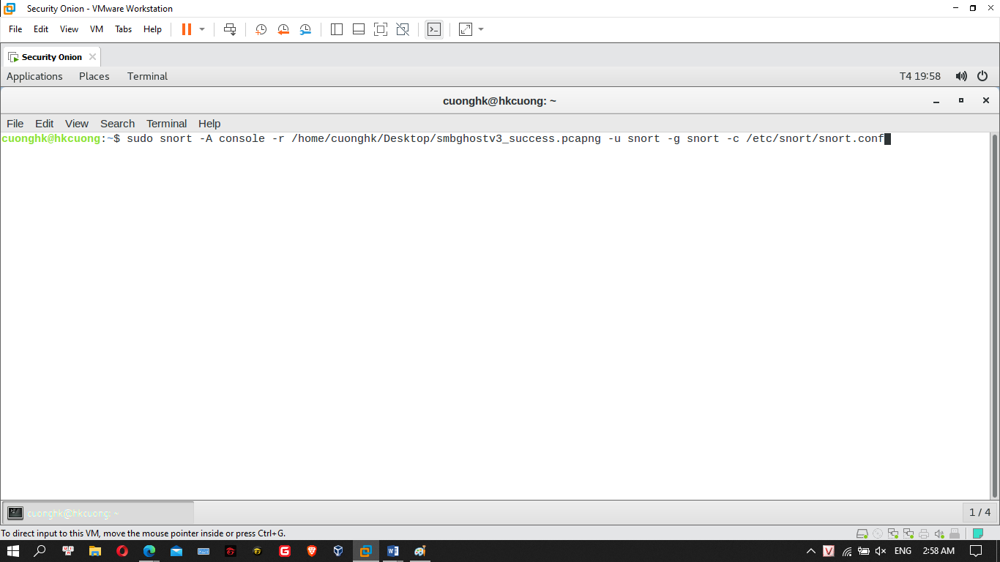 Security Onion - VMware Workstation
File Edit View VM Tabs Help
Security Onion
Applications Places Terminal T4 19:58
cuonghk@hkcuong: ~
File Edit View Search Terminal Help
cuonghk@hkcuong:~$ sudo snort -A console -r /home/cuonghk/Desktop/smbghostv3_success.pcapng -u snort -g snort -c /etc/snort/snort.conf
cuonghk@hkcuong: ~ 1 / 4
To direct input to this VM, move the mouse pointer inside or press Ctrl+G.
V ENG 2:58 AM